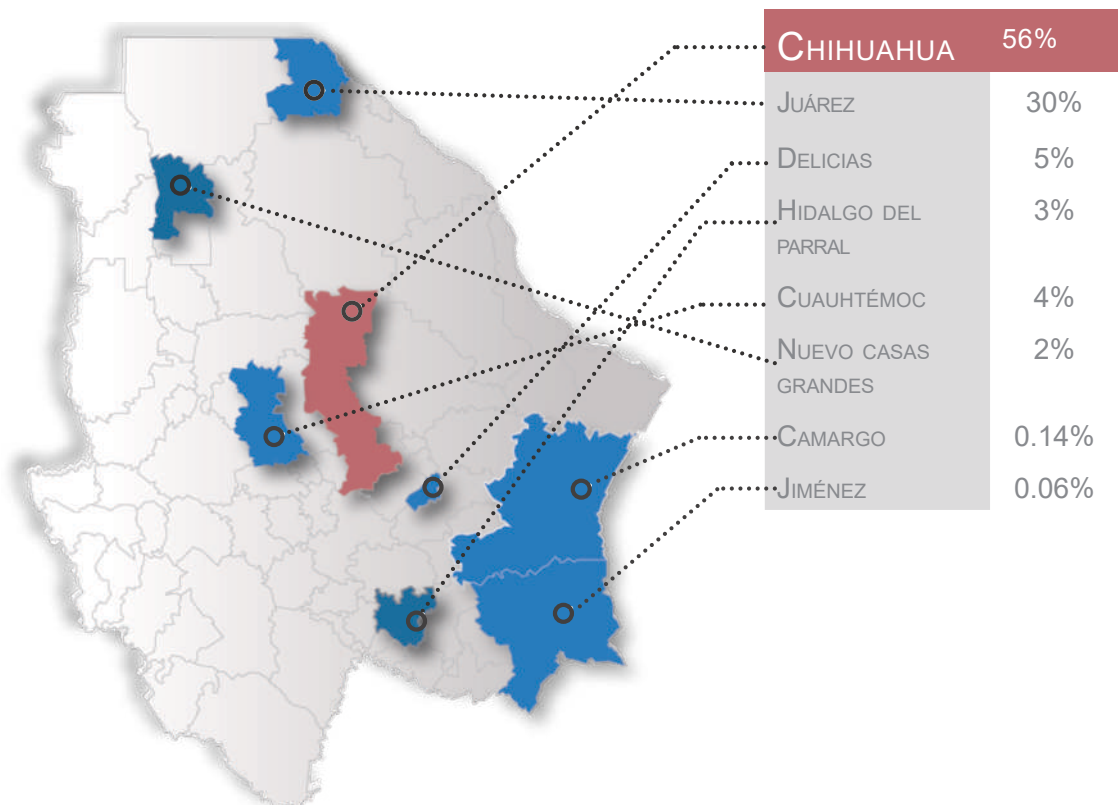 CHIHUAHUA 56%
JUÁREZ 30%
DELICIAS 5%
HIDALGO DEL 3%
PARRAL
CUAUHTÉMOC 4%
NUEVO CASAS 2%
GRANDES
CAMARGO 0.14%
JIMÉNEZ 0.06%